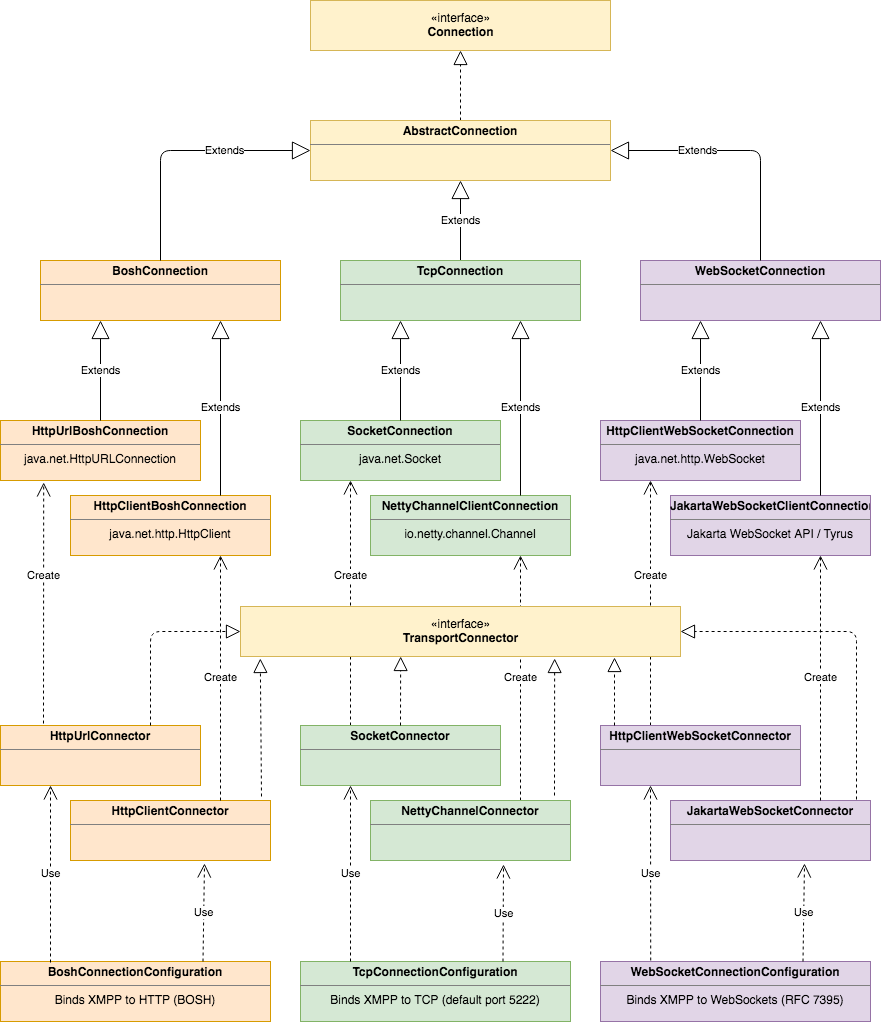 «interface»
Connection
AbstractConnection
Extends
Extends
Extends
BoshConnection
TcpConnection
WebSocketConnection
Extends
Extends
Extends
Extends
Extends
Extends
HttpUrlBoshConnection
java.net.HttpURLConnection
SocketConnection
java.net.Socket
HttpClientWebSocketConnection
java.net.http.WebSocket
HttpClientBoshConnection
java.net.http.HttpClient
NettyChannelClientConnection
io.netty.channel.Channel
JakartaWebSocketClientConnection
Jakarta WebSocket API / Tyrus
Create
Create
Create
«interface»
TransportConnector
Create
Create
Create
HttpUrlConnector
SocketConnector
HttpClientWebSocketConnector
HttpClientConnector
NettyChannelConnector
JakartaWebSocketConnector
Use
Use
Use
Use
Use
Use
BoshConnectionConfiguration
Binds XMPP to HTTP (BOSH)
TcpConnectionConfiguration
Binds XMPP to TCP (default port 5222)
WebSocketConnectionConfiguration
Binds XMPP to WebSockets (RFC 7395)